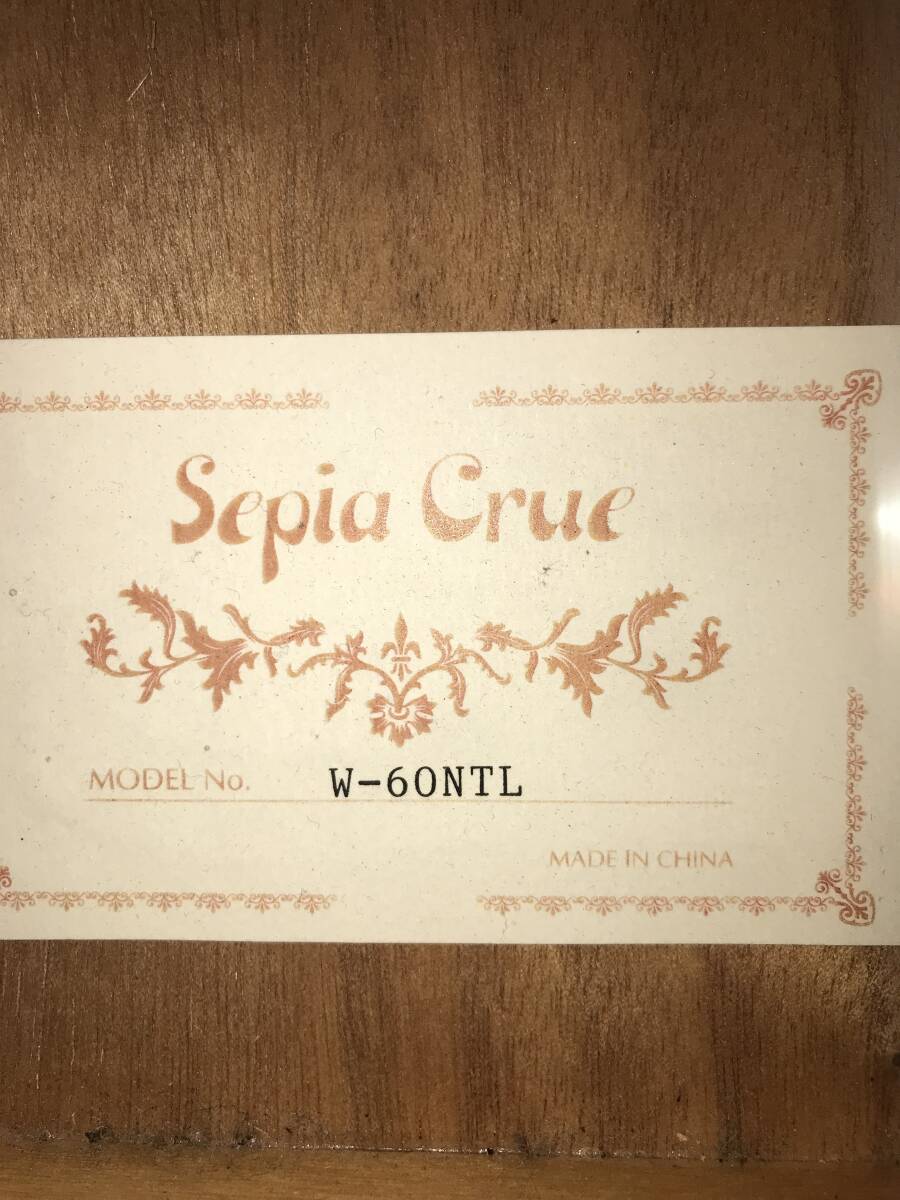 Sepia Crue
MODEL No. W-60NTL
MADE IN CHINA